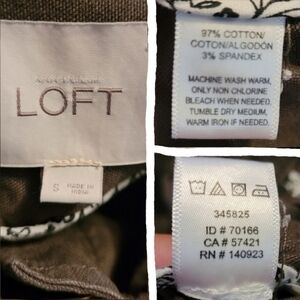 LOFT
S
MADE IN
97% COTTON/
COTON/ALGODÓN
3% SPANDEX
MACHINE WASH WARM,
ONLY NON CHLORINE
BLEACH WHEN NEEDED,
TUMBLE DRY MEDIUM,
WARM IRON IF NEEDED.
345825
ID # 70166
CA # 57421
RN # 140923